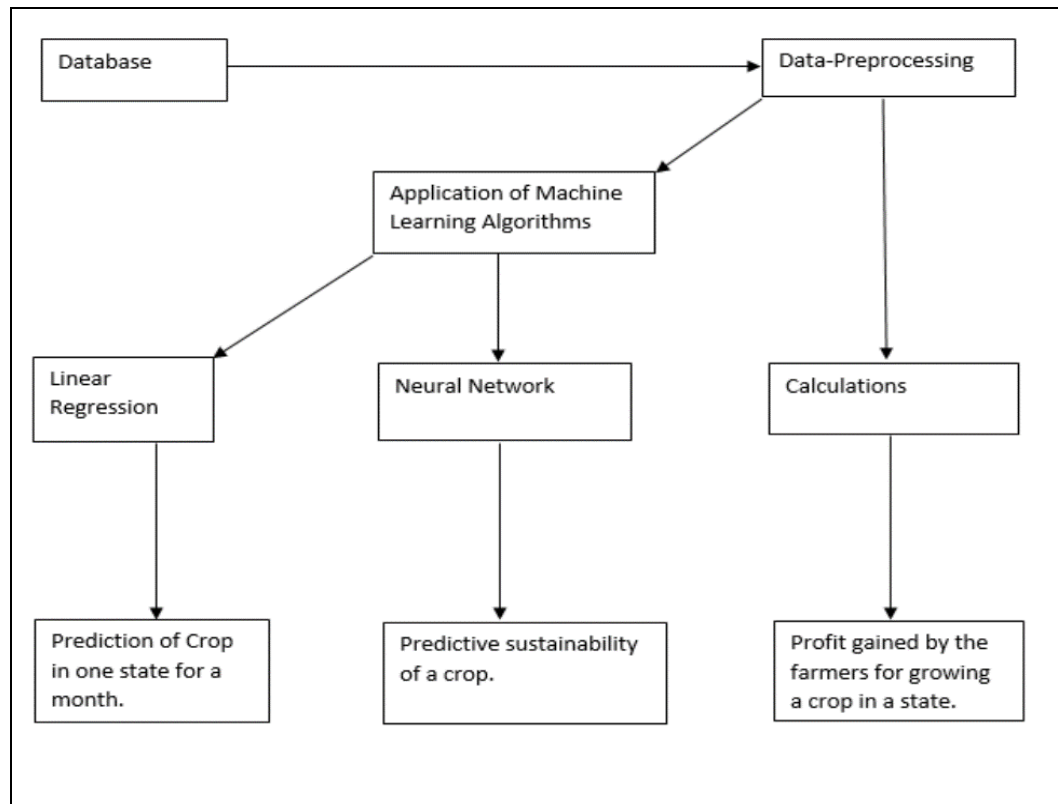 Database
Data-Preprocessing
Application of Machine
Learning Algorithms
Linear
Regression
Neural Network
Calculations
Prediction of Crop
in one state for a
month.
Predictive sustainability
of a crop.
Profit gained by the
farmers for growing
a crop in a state.